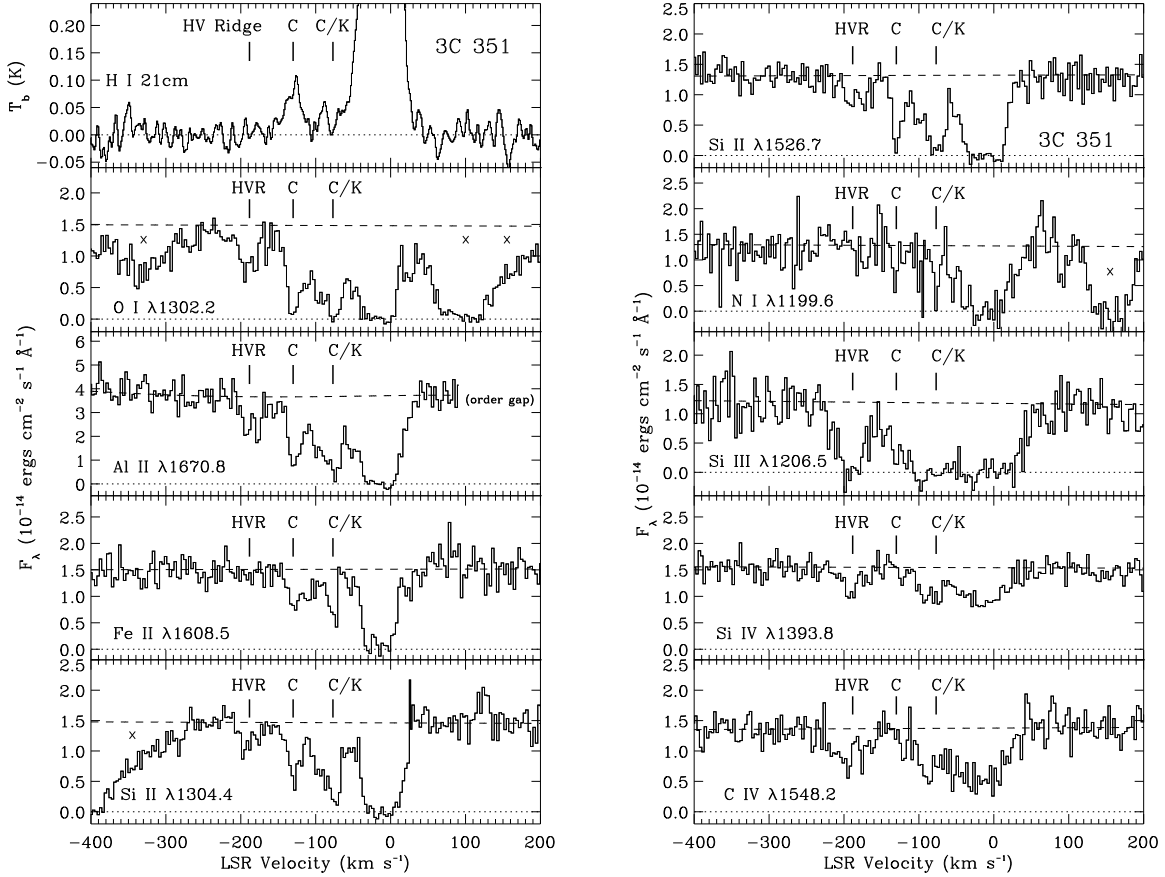 HV Ridge C C/K
3C 351
H I 21cm
T_b (K)
0.20
0.15
0.10
0.05
0.00
−0.05
HVR C C/K
x x x
O I λ1302.2
2.0
1.5
1.0
0.5
0.0
HVR C C/K
(order gap)
Al II λ1670.8
6
5
4
3
2
1
0
HVR C C/K
Fe II λ1608.5
2.5
2.0
1.5
1.0
0.5
0.0
HVR C C/K
x
Si II λ1304.4
2.5
2.0
1.5
1.0
0.5
0.0
F_λ (10⁻¹⁴ ergs cm⁻² s⁻¹ Å⁻¹)
−400 −300 −200 −100 0 100 200
LSR Velocity (km s⁻¹)
HVR C C/K
Si II λ1526.7
3C 351
2.5
2.0
1.5
1.0
0.5
0.0
HVR C C/K
x
N I λ1199.6
2.5
2.0
1.5
1.0
0.5
0.0
HVR C C/K
Si III λ1206.5
2.0
1.5
1.0
0.5
0.0
HVR C C/K
Si IV λ1393.8
2.5
2.0
1.5
1.0
0.5
0.0
HVR C C/K
C IV λ1548.2
2.5
2.0
1.5
1.0
0.5
0.0
F_λ (10⁻¹⁴ ergs cm⁻² s⁻¹ Å⁻¹)
−400 −300 −200 −100 0 100 200
LSR Velocity (km s⁻¹)